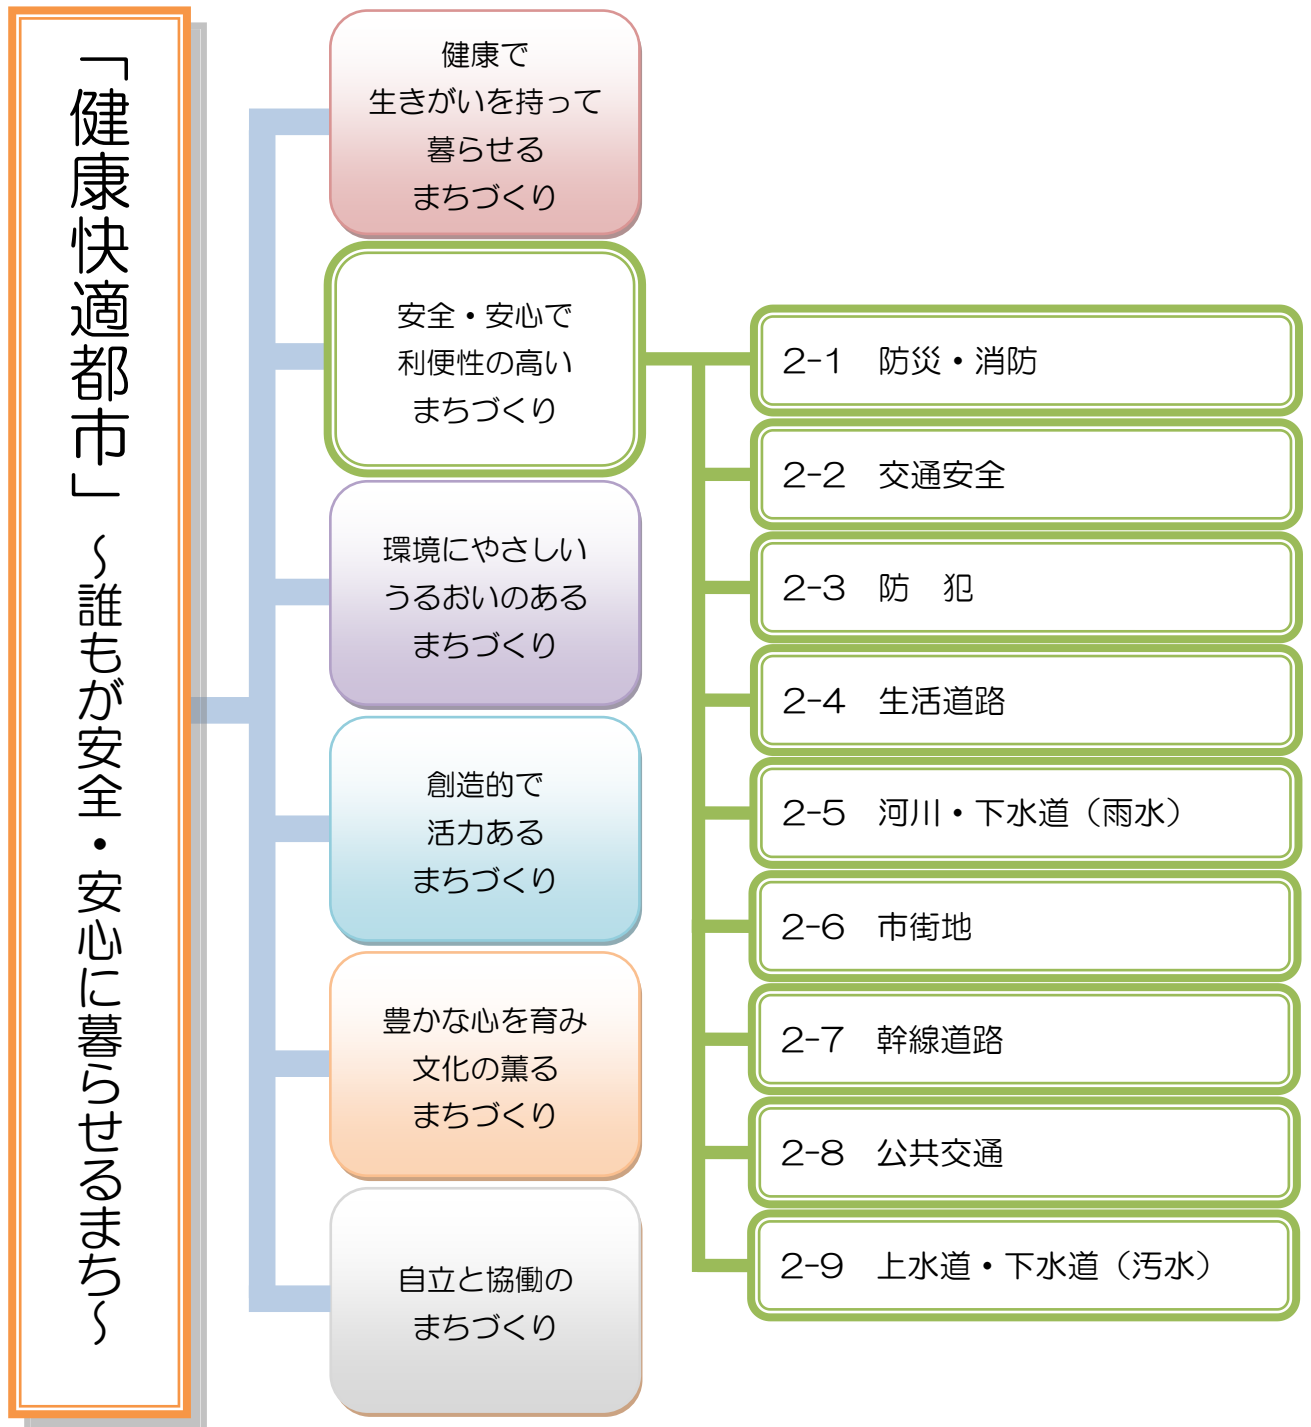 「健康快適都市」 ～誰もが安全・安心に暮らせるまち～
健康で
生きがいを持って
暮らせる
まちづくり
安全・安心で
利便性の高い
まちづくり
環境にやさしい
うるおいのある
まちづくり
創造的で
活力ある
まちづくり
豊かな心を育み
文化の薫る
まちづくり
自立と協働の
まちづくり
2-1　防災・消防
2-2　交通安全
2-3　防　犯
2-4　生活道路
2-5　河川・下水道（雨水）
2-6　市街地
2-7　幹線道路
2-8　公共交通
2-9　上水道・下水道（汚水）